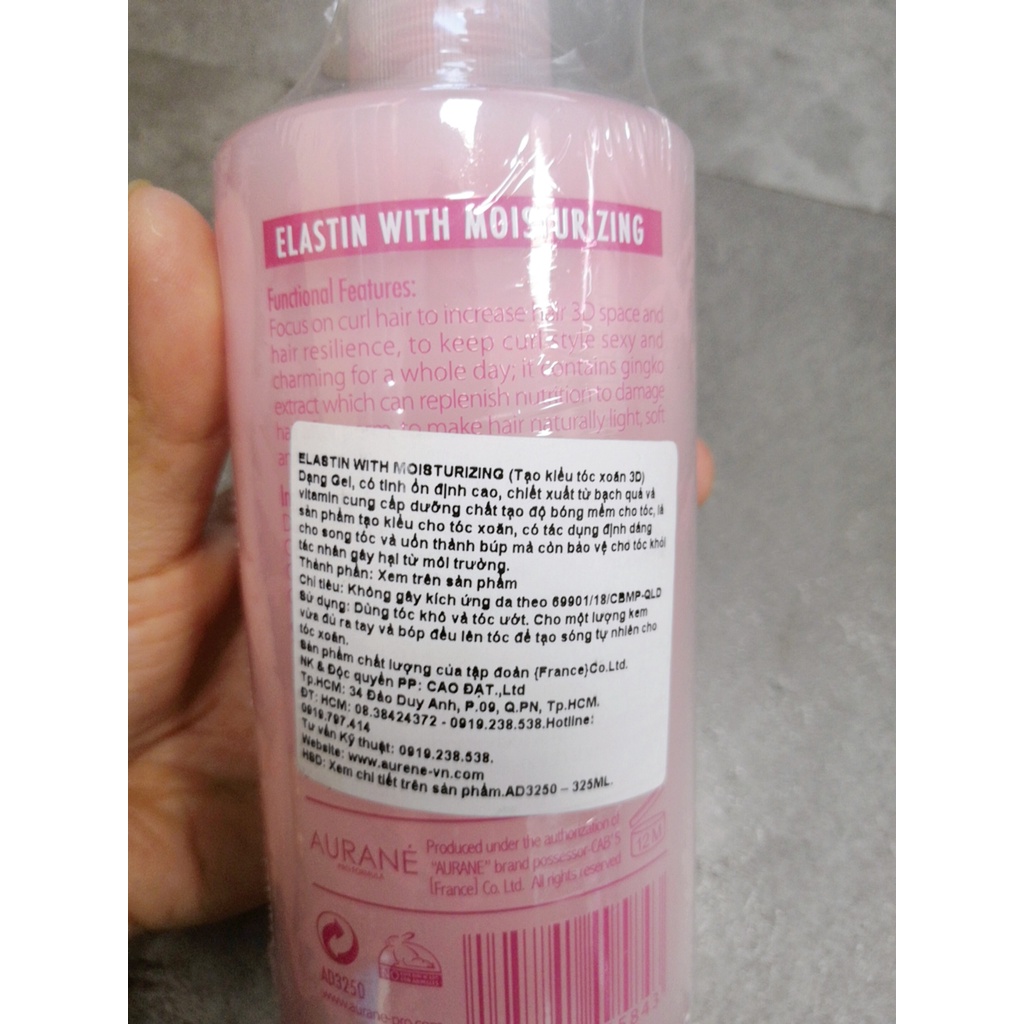 ELASTIN WITH MOISTURIZING
Functional Features:
Focus on curl hair to increase hair 3D space and
hair resilience, to keep curl style sexy and
charming for a whole day; it contains gingko
extract which can replenish nutrition to damage
to make hair naturally light, soft
ELASTIN WITH MOISTURIZING (Tạo kiểu tóc xoăn 3D)
Dạng Gel, có tính ổn định cao, chiết xuất từ bạch quả và
vitamin cung cấp dưỡng chất tạo độ bóng mềm cho tóc, là
sản phẩm tạo kiểu cho tóc xoăn, có tác dụng định dáng
cho song tóc và uốn thành búp mà còn bảo vệ cho tóc khỏi
tác nhân gây hại từ môi trường.
Thành phần: Xem trên sản phẩm
Chỉ tiêu: Không gây kích ứng da theo 69901/18/CBMP-QLD
Sử dụng: Dùng tóc khô và tóc ướt. Cho một lượng kem
vừa đủ ra tay và bóp đều lên tóc để tạo sóng tự nhiên cho
tóc xoăn.
Sản phẩm chất lượng của tập đoàn {France}Co.Ltd.
NK & Độc quyền PP: CAO ĐẠT.,Ltd
Tp.HCM: 34 Đào Duy Anh, P.09, Q.PN, Tp.HCM.
ĐT: HCM: 08.38424372 - 0919.238.538.Hotline:
0919.797.414
Tư vấn Kỹ thuật: 0919.238.538.
Website: www.aurene-vn.com
HSD: Xem chi tiết trên sản phẩm.AD3250 – 325ML.
AURANÉ
Produced under the authorization of
"AURANE" brand possessor-CAB'S
(France) Co. Ltd. All rights reserved
12 M
AD3250